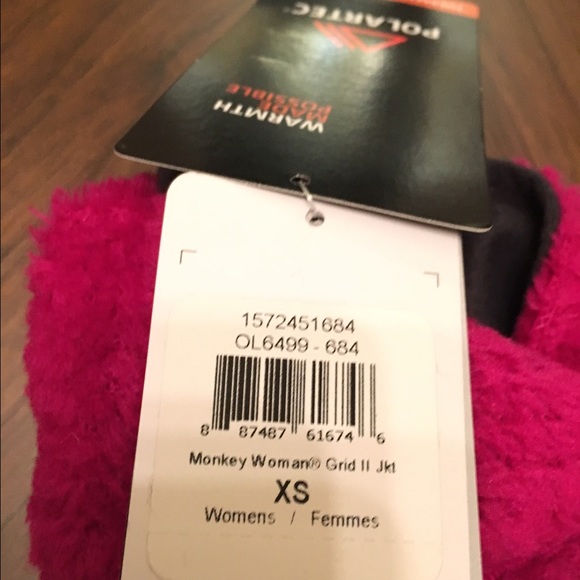 POLARTEC
WARMTH
MADE
POSSIBLE
1572451684
OL6499 - 684
8 87487 61674 6
Monkey Woman® Grid II Jkt
XS
Womens / Femmes